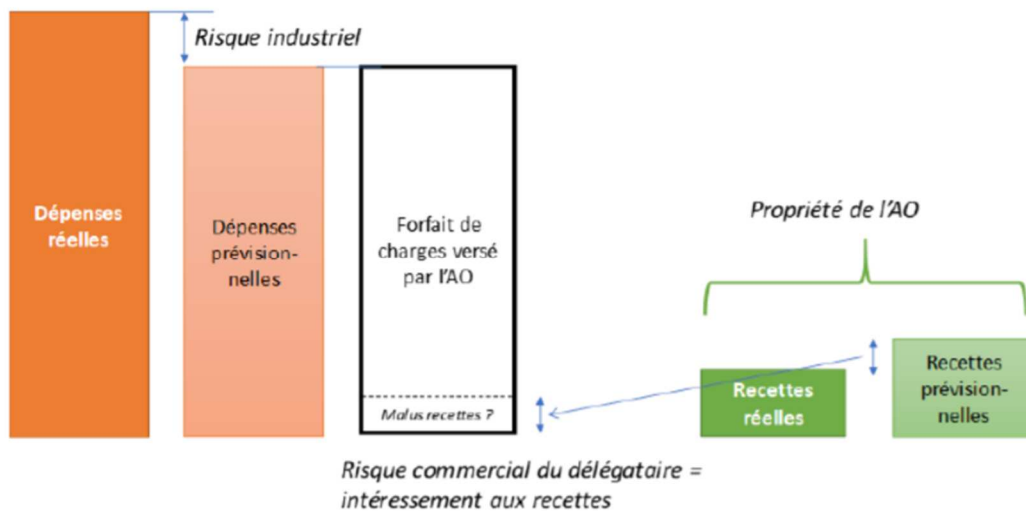 Risque industriel
Dépenses
réelles
Dépenses
prévision-
nelles
Forfait de
charges versé
par l'AO
Malus recettes ?
Propriété de l'AO
Recettes
réelles
Recettes
prévision-
nelles
Risque commercial du délégataire =
intéressement aux recettes